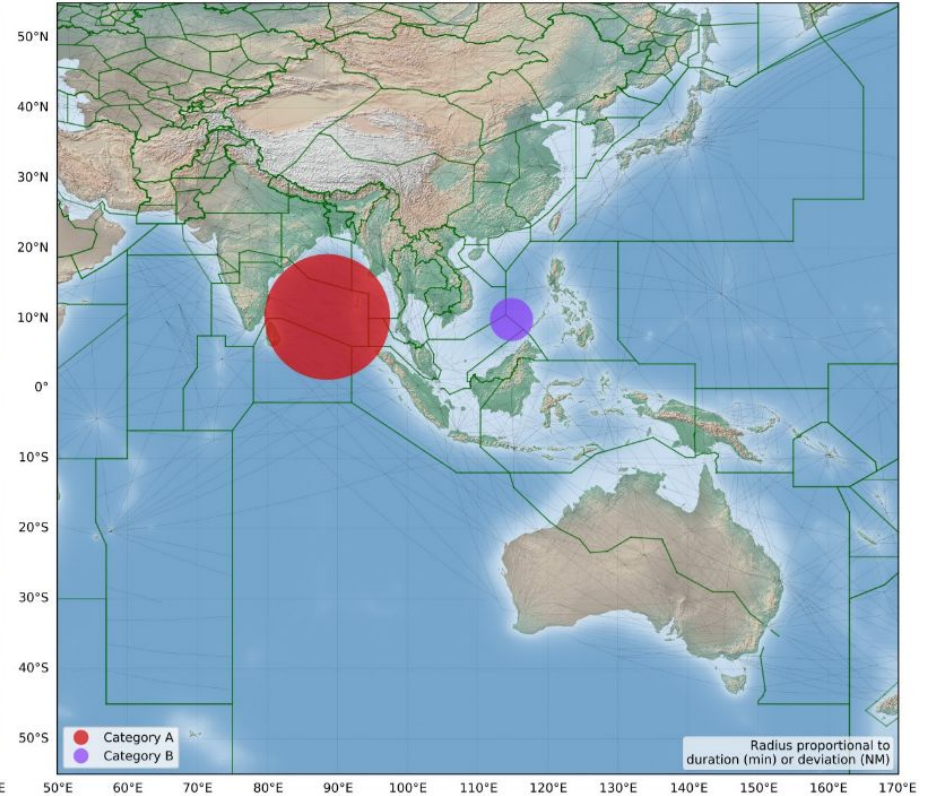 50°N
40°N
30°N
20°N
10°N
0°
10°S
20°S
30°S
40°S
50°S
Category A
Category B
Radius proportional to
duration (min) or deviation (NM)
E 50°E 60°E 70°E 80°E 90°E 100°E 110°E 120°E 130°E 140°E 150°E 160°E 170°E